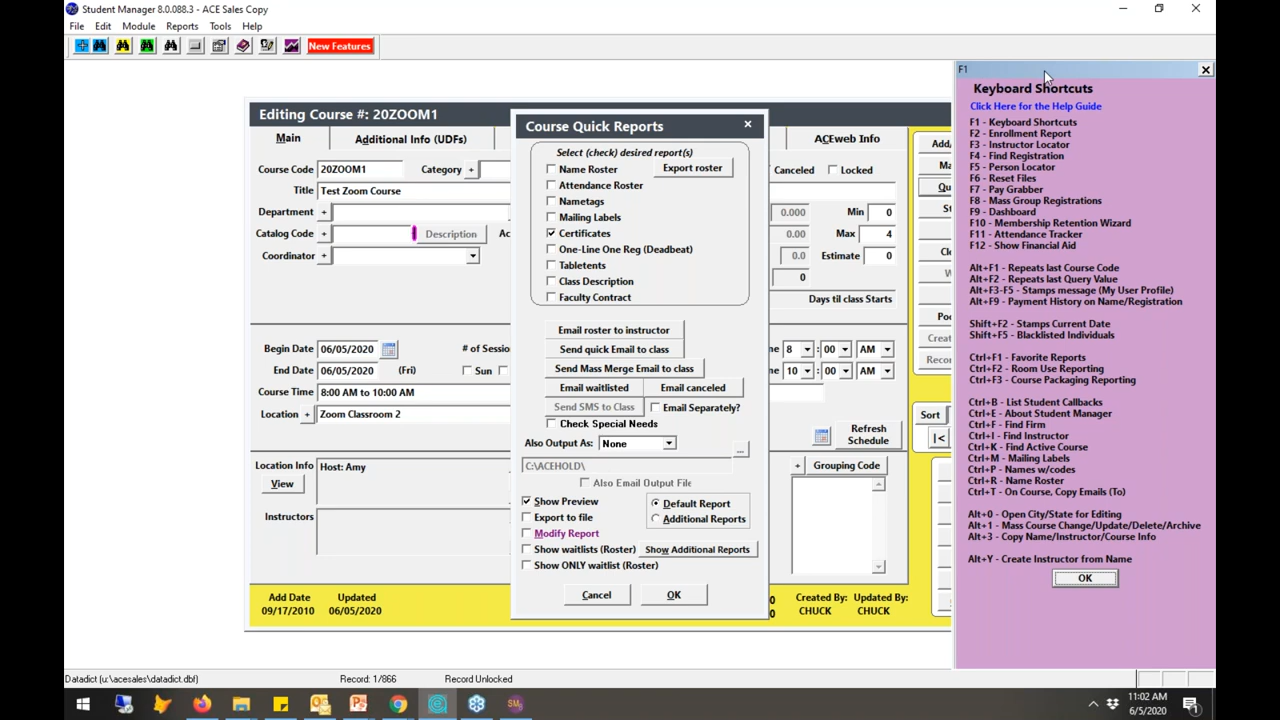 Student Manager 8.0.088.3 - ACE Sales Copy
File Edit Module Reports Tools Help
New Features
F1
Keyboard Shortcuts
Click Here for the Help Guide
F1 - Keyboard Shortcuts
F2 - Enrollment Report
F3 - Instructor Locator
F4 - Find Registration
F5 - Person Locator
F6 - Reset Files
F7 - Pay Grabber
F8 - Mass Group Registrations
F9 - Dashboard
F10 - Membership Retention Wizard
F11 - Attendance Tracker
F12 - Show Financial Aid
Alt+F1 - Repeats last Course Code
Alt+F2 - Repeats last Query Value
Alt+F3-F5 - Stamps message (My User Profile)
Alt+F9 - Payment History on Name/Registration
Shift+F2 - Stamps Current Date
Shift+F5 - Blacklisted Individuals
Ctrl+F1 - Favorite Reports
Ctrl+F2 - Room Use Reporting
Ctrl+F3 - Course Packaging Reporting
Ctrl+B - List Student Callbacks
Ctrl+E - About Student Manager
Ctrl+F - Find Firm
Ctrl+I - Find Instructor
Ctrl+K - Find Active Course
Ctrl+M - Mailing Labels
Ctrl+P - Names w/codes
Ctrl+R - Name Roster
Ctrl+T - On Course, Copy Emails (To)
Alt+0 - Open City/State for Editing
Alt+1 - Mass Course Change/Update/Delete/Archive
Alt+3 - Copy Name/Instructor/Course Info
Alt+Y - Create Instructor from Name
OK
Editing Course #: 20ZOOM1
Main Additional Info (UDFs) ACEweb Info
Course Code 20ZOOM1 Category + Canceled Locked
Title Test Zoom Course
Department + 0.000 Min 0
Catalog Code + Description 0.00 Max 4
Coordinator + 0.0 Estimate 0
0
Days til class Starts
Begin Date 06/05/2020 # of 8 : 00 AM
End Date 06/05/2020 (Fri) Sun 10 : 00 AM
Course Time 8:00 AM to 10:00 AM
Location + Zoom Classroom 2
Refresh
Schedule
Location Info Host: Amy + Grouping Code
View
Instructors
Add Date Updated Created By: Updated By:
09/17/2010 06/05/2020 CHUCK CHUCK
Sort |<
Course Quick Reports
Select (check) desired report(s)
Name Roster Export roster
Attendance Roster
Nametags
Mailing Labels
Certificates
One-Line One Reg (Deadbeat)
Tabletents
Class Description
Faculty Contract
Email roster to instructor
Send quick Email to class
Send Mass Merge Email to class
Email waitlisted Email canceled
Send SMS to Class Email Separately?
Check Special Needs
Also Output As: None ...
C:\ACEHOLD\
Also Email Output File
Show Preview Default Report
Export to file Additional Reports
Modify Report
Show waitlists (Roster) Show Additional Reports
Show ONLY waitlist (Roster)
Cancel OK
Datadict (u:\acesales\datadict.dbf) Record: 1/866 Record Unlocked
11:02 AM
6/5/2020